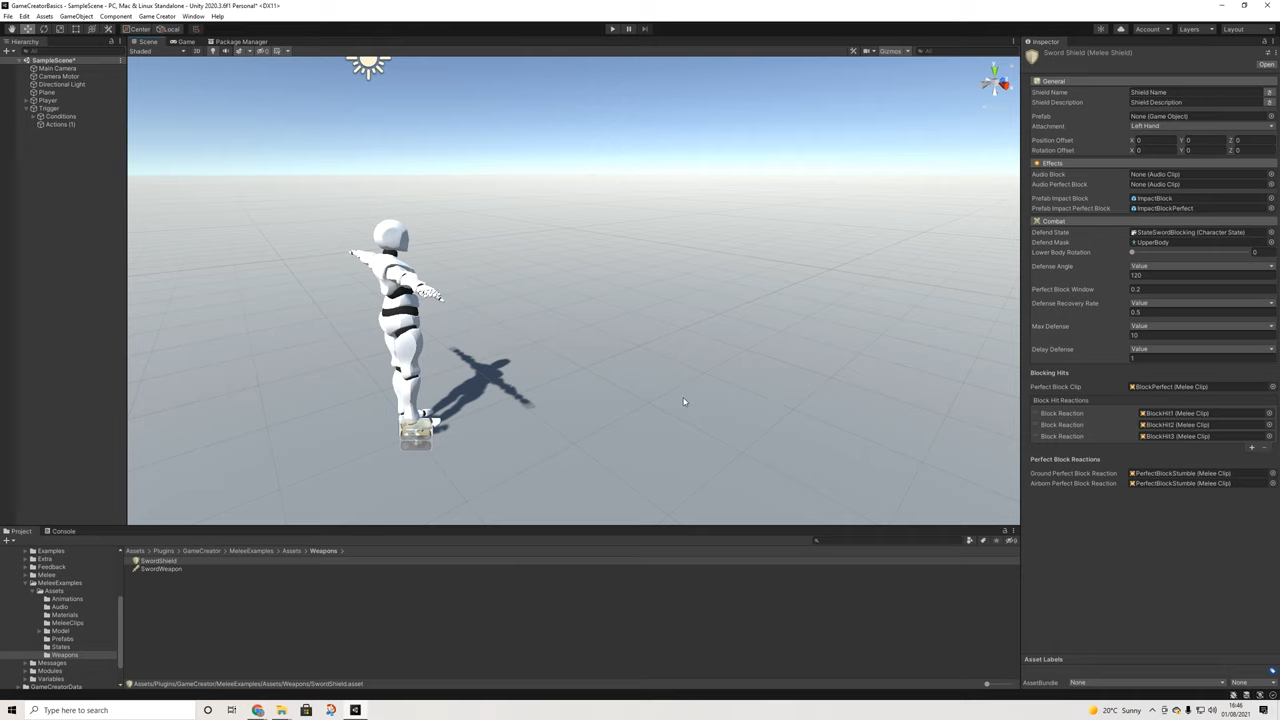 GameCreatorBasics - SampleScene - PC, Mac & Linux Standalone - Unity 2020.3.6f1 Personal* <DX11>
File Edit Assets GameObject Component Game Creator Window Help
Center Local Account Layers Layout
Hierarchy
All
SampleScene*
Main Camera
Camera Motor
Directional Light
Plane
Player
Trigger
Conditions
Actions (1)
Scene Game Package Manager
Shaded 2D 0 Gizmos All
Inspector
Sword Shield (Melee Shield)
Open
General
Shield Name Shield Name
Shield Description Shield Description
Prefab None (Game Object)
Attachment Left Hand
Position Offset X 0 Y 0 Z 0
Rotation Offset X 0 Y 0 Z 0
Effects
Audio Block None (Audio Clip)
Audio Perfect Block None (Audio Clip)
Prefab Impact Block ImpactBlock
Prefab Impact Perfect Block ImpactBlockPerfect
Combat
Defend State StateSwordBlocking (Character State)
Defend Mask UpperBody
Lower Body Rotation 0
Defense Angle Value
120
Perfect Block Window 0.2
Defense Recovery Rate Value
0.5
Max Defense Value
10
Delay Defense Value
1
Blocking Hits
Perfect Block Clip BlockPerfect (Melee Clip)
Block Hit Reactions
Block Reaction BlockHit1 (Melee Clip)
Block Reaction BlockHit2 (Melee Clip)
Block Reaction BlockHit3 (Melee Clip)
Perfect Block Reactions
Ground Perfect Block Reaction PerfectBlockStumble (Melee Clip)
Airborn Perfect Block Reaction PerfectBlockStumble (Melee Clip)
Asset Labels
AssetBundle None None
Project Console
Examples
Extra
Feedback
Melee
MeleeExamples
Assets
Animations
Audio
Materials
MeleeClips
Model
Prefabs
States
Weapons
Messages
Modules
Variables
GameCreatorData
Assets > Plugins > GameCreator > MeleeExamples > Assets > Weapons >
SwordShield
SwordWeapon
Assets/Plugins/GameCreator/MeleeExamples/Assets/Weapons/SwordShield.asset
Type here to search
20°C Sunny
16:46
01/08/2021